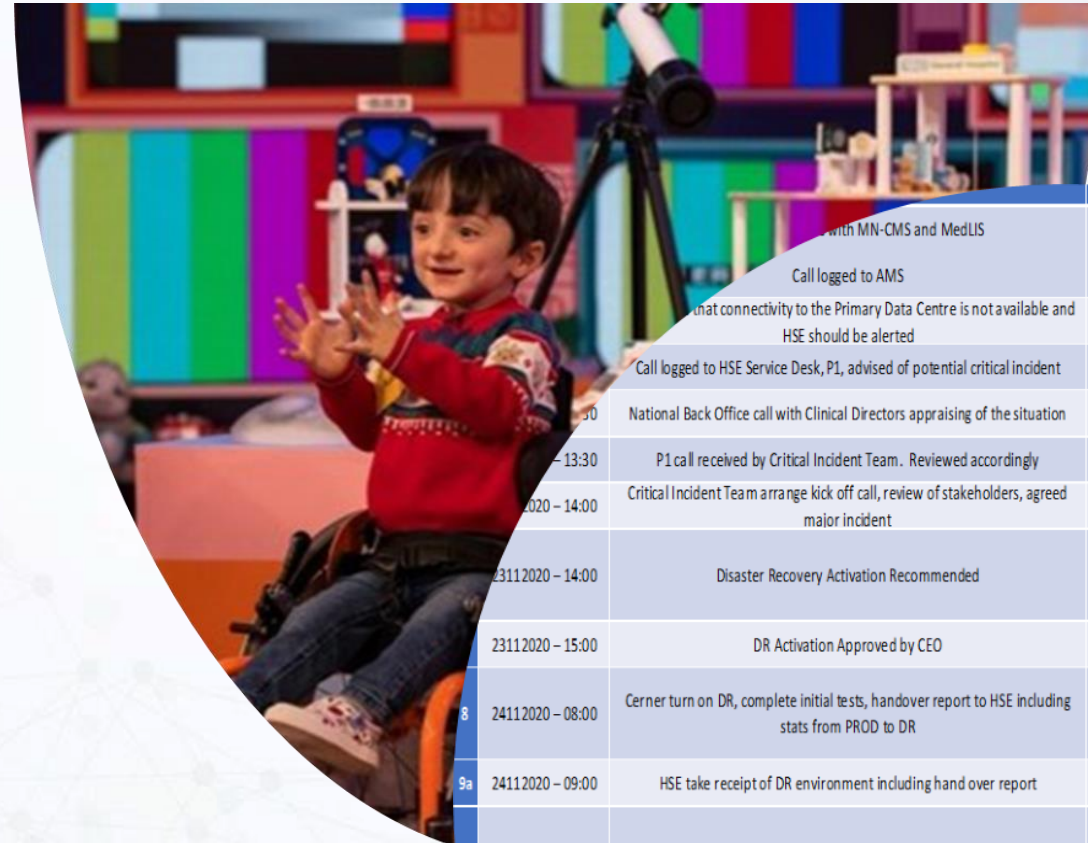 with MN-CMS and MedLIS
Call logged to AMS
that connectivity to the Primary Data Centre is not available and
HSE should be alerted
Call logged to HSE Service Desk, P1, advised of potential critical incident
30 National Back Office call with Clinical Directors appraising of the situation
– 13:30 P1 call received by Critical Incident Team. Reviewed accordingly
2020 – 14:00 Critical Incident Team arrange kick off call, review of stakeholders, agreed
major incident
23112020 – 14:00 Disaster Recovery Activation Recommended
23112020 – 15:00 DR Activation Approved by CEO
8 24112020 – 08:00 Cerner turn on DR, complete initial tests, handover report to HSE including
stats from PROD to DR
9a 24112020 – 09:00 HSE take receipt of DR environment including hand over report